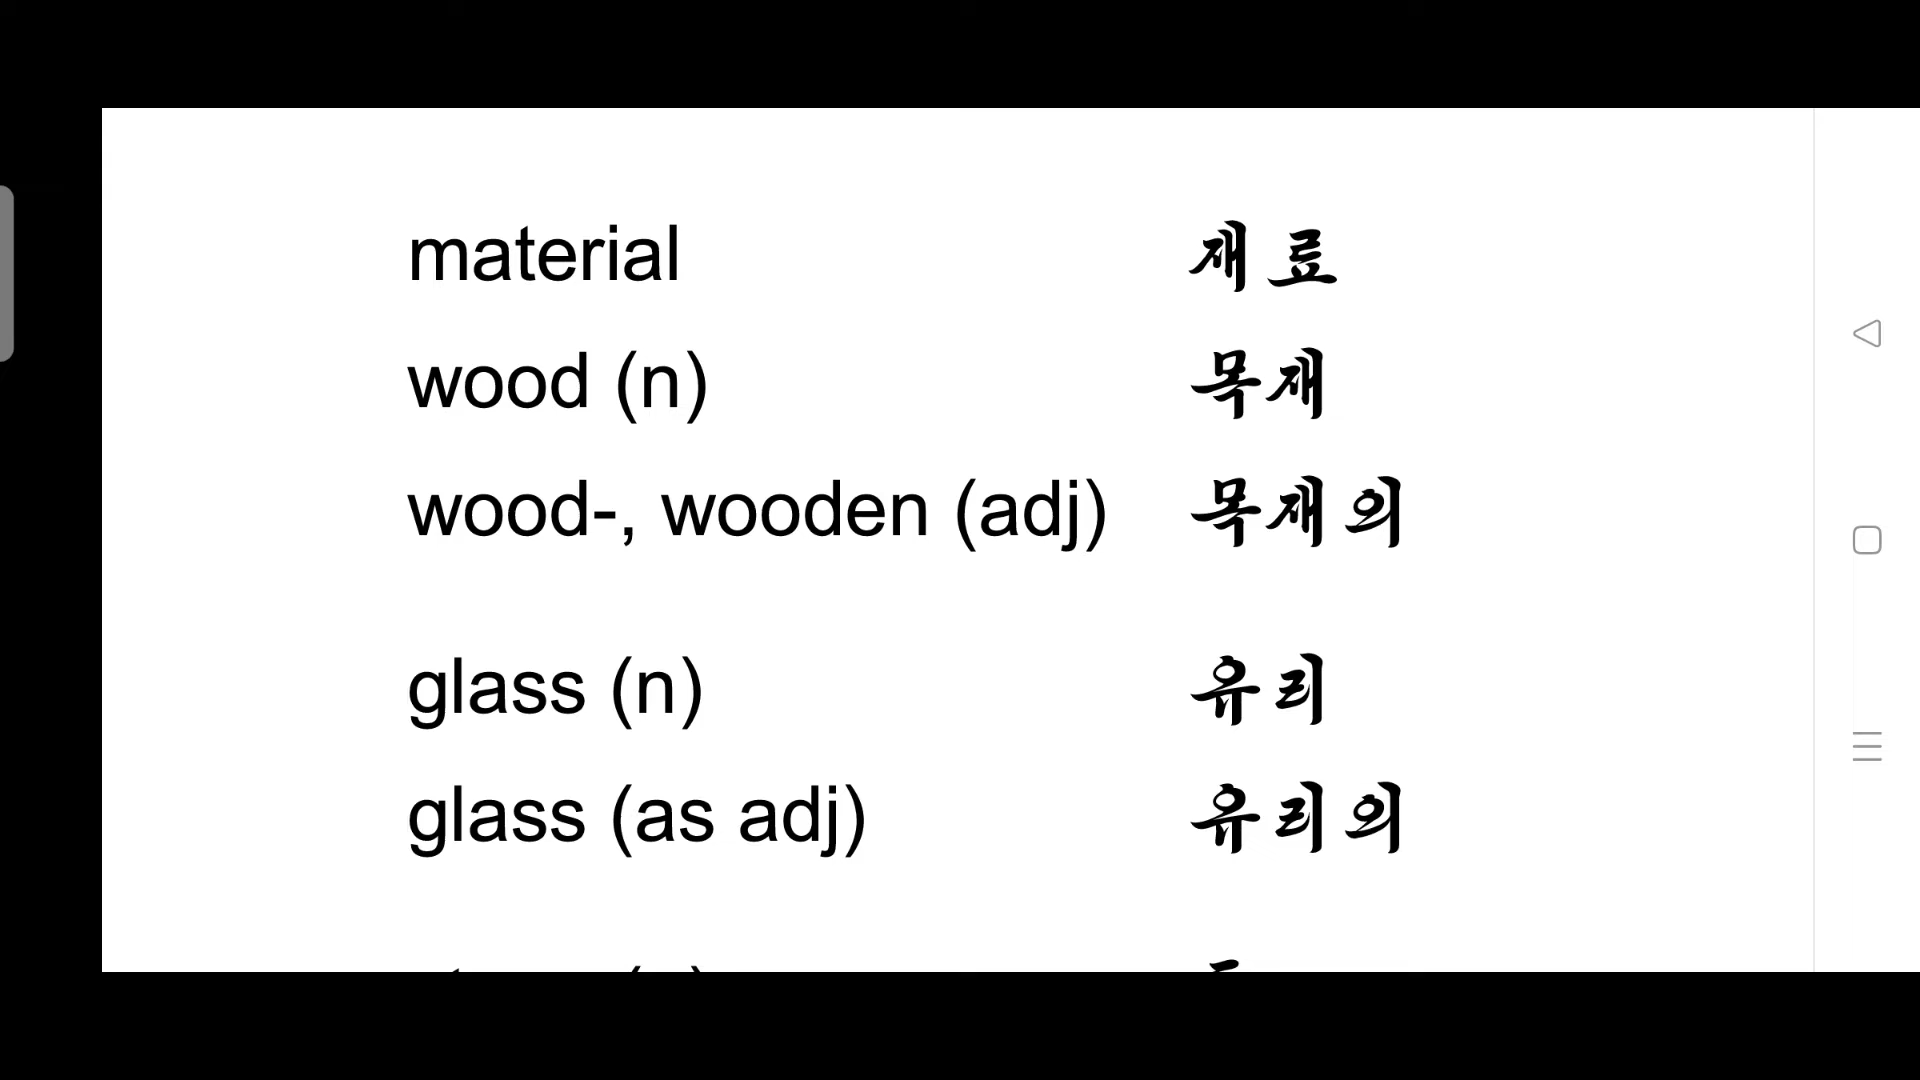 material 재료
wood (n) 목재
wood-, wooden (adj) 목재의
glass (n) 유리
glass (as adj) 유리의